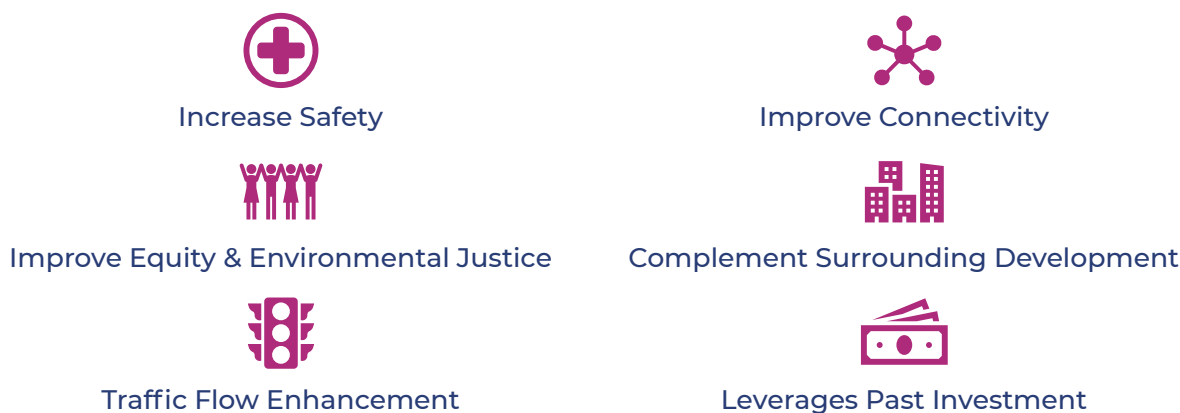 Increase Safety
Improve Connectivity
Improve Equity & Environmental Justice
Complement Surrounding Development
Traffic Flow Enhancement
Leverages Past Investment